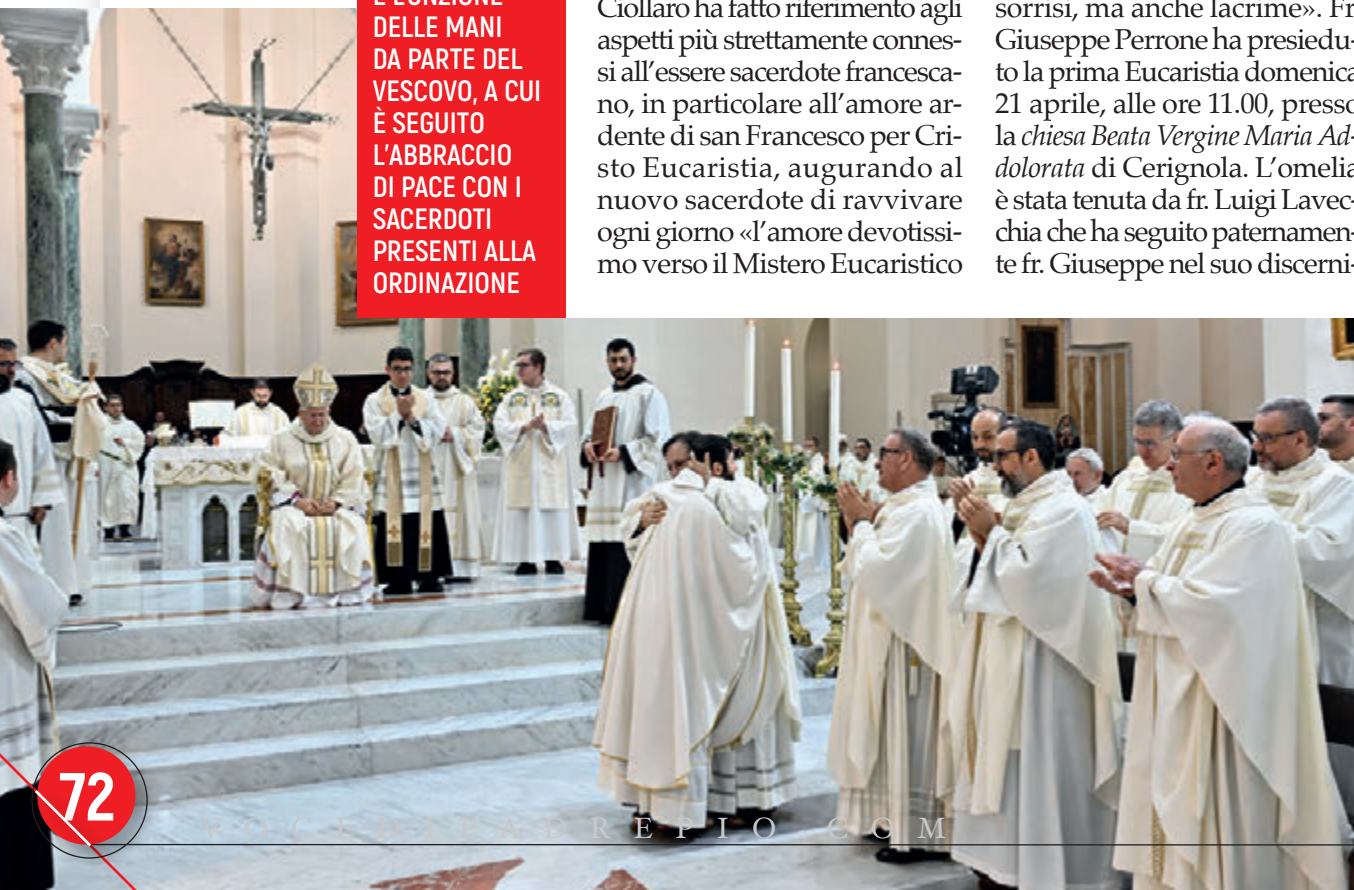 DELLE MANI
DA PARTE DEL
VESCOVO, A CUI
È SEGUITO
L'ABBRACCIO
DI PACE CON I
SACERDOTI
PRESENTI ALLA
ORDINAZIONE
Ciollaro ha fatto riferimento agli
aspetti più strettamente connes-
si all'essere sacerdote francesca-
no, in particolare all'amore ar-
dente di san Francesco per Cri-
sto Eucaristia, augurando al
nuovo sacerdote di ravvivare
ogni giorno «l'amore devotissi-
mo verso il Mistero Eucaristico
sorrisi, ma anche lacrime». Fr
Giuseppe Perrone ha presiedu-
to la prima Eucaristia domenica
21 aprile, alle ore 11.00, presso
la chiesa Beata Vergine Maria Ad-
dolorata di Cerignola. L'omelia
è stata tenuta da fr. Luigi Lavec-
chia che ha seguito paternamen-
te fr. Giuseppe nel suo discerni-
72